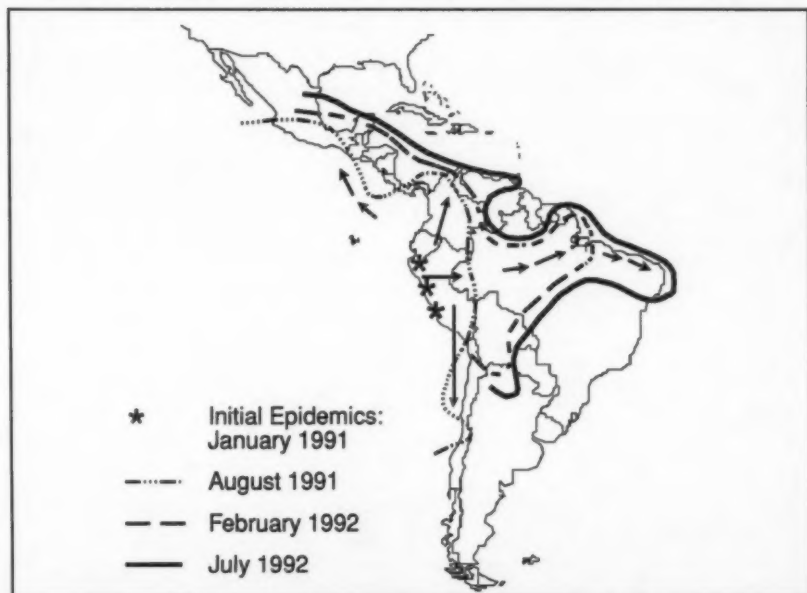 Initial Epidemics:
January 1991
August 1991
February 1992
July 1992